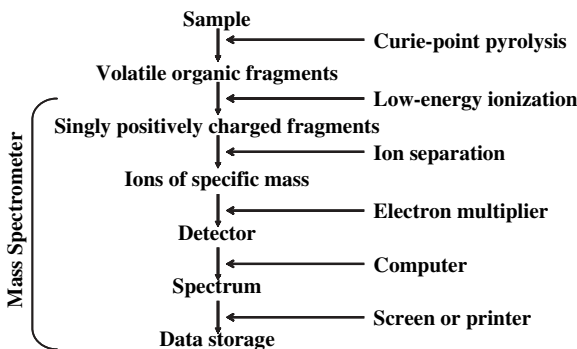 Sample
Curie-point pyrolysis
Volatile organic fragments
Low-energy ionization
Singly positively charged fragments
Ion separation
Ions of specific mass
Electron multiplier
Detector
Computer
Spectrum
Screen or printer
Data storage
Mass Spectrometer